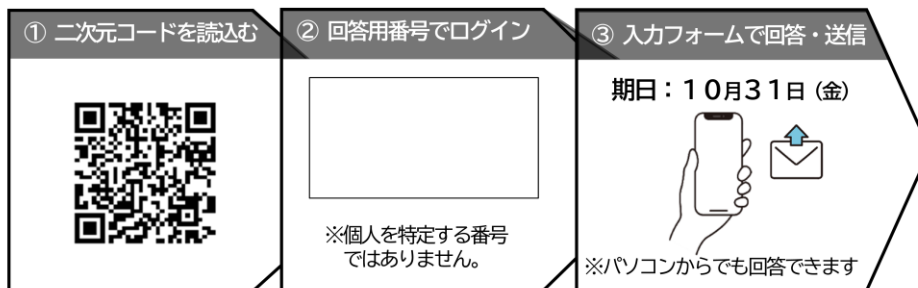 ① 二次元コードを読込む
② 回答用番号でログイン
※個人を特定する番号
ではありません。
③ 入力フォームで回答・送信
期日：１０月３１日（金）
※パソコンからでも回答できます